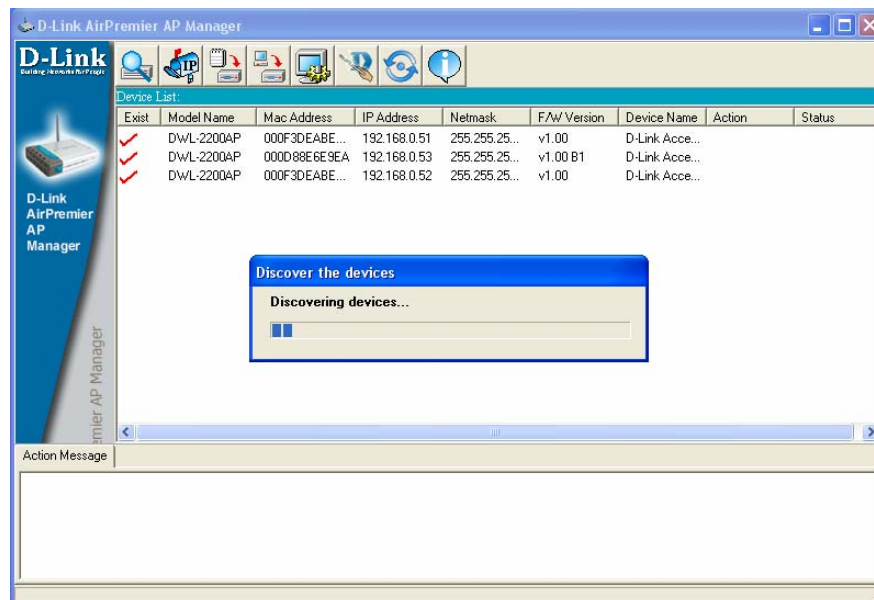 D-Link AirPremier AP Manager
D-Link
Building Networks for People
IP
Device List:
Exist Model Name Mac Address IP Address Netmask F/W Version Device Name Action Status
DWL-2200AP 000F3DEABE... 192.168.0.51 255.255.25... v1.00 D-Link Acce...
DWL-2200AP 000D88E6E9EA 192.168.0.53 255.255.25... v1.00 B1 D-Link Acce...
DWL-2200AP 000F3DEABE... 192.168.0.52 255.255.25... v1.00 D-Link Acce...
D-Link
AirPremier
AP
Manager
Discover the devices
Discovering devices...
emier AP Manager
Action Message